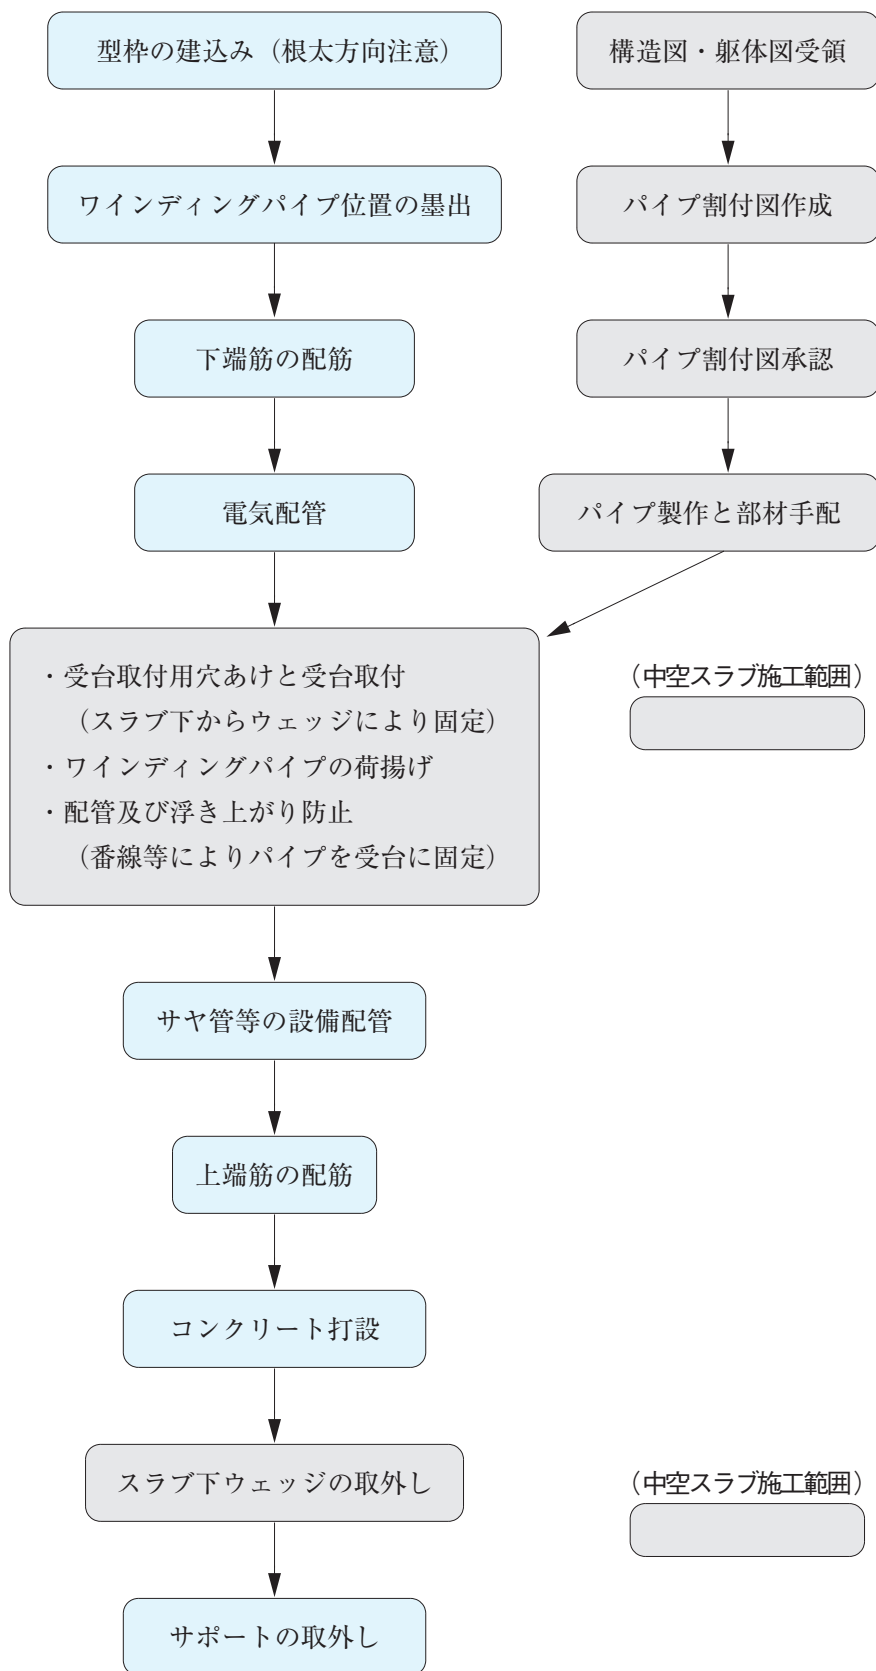 型枠の建込み（根太方向注意）
構造図・躯体図受領
ワインディングパイプ位置の墨出
パイプ割付図作成
下端筋の配筋
パイプ割付図承認
電気配管
パイプ製作と部材手配
・受台取付用穴あけと受台取付
（スラブ下からウェッジにより固定）
・ワインディングパイプの荷揚げ
・配管及び浮き上がり防止
（番線等によりパイプを受台に固定）
（中空スラブ施工範囲）
サヤ管等の設備配管
上端筋の配筋
コンクリート打設
スラブ下ウェッジの取外し
（中空スラブ施工範囲）
サポートの取外し